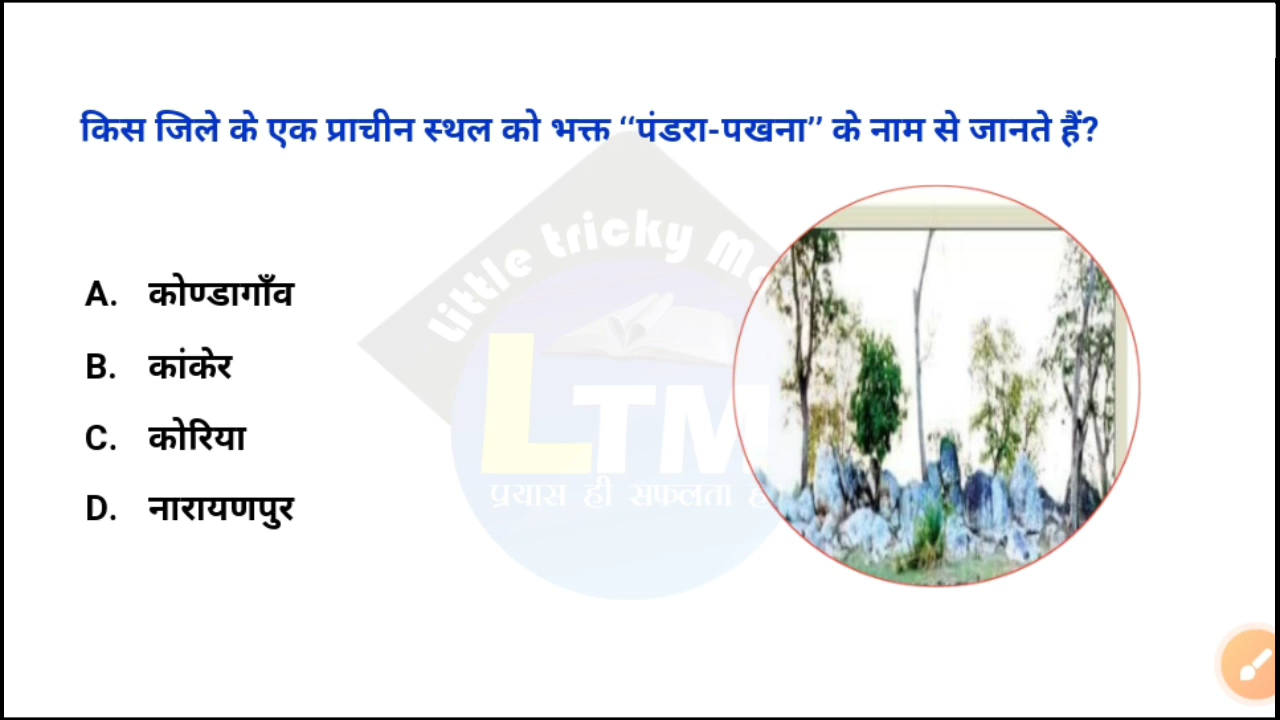 किस जिले के एक प्राचीन स्थल को भक्त “पंडरा-पखना” के नाम से जानते हैं?
Little tricky
A. कोण्डागाँव
B. कांकेर
C. कोरिया
D. नारायणपुर
LTM
प्रयास ही सफलता